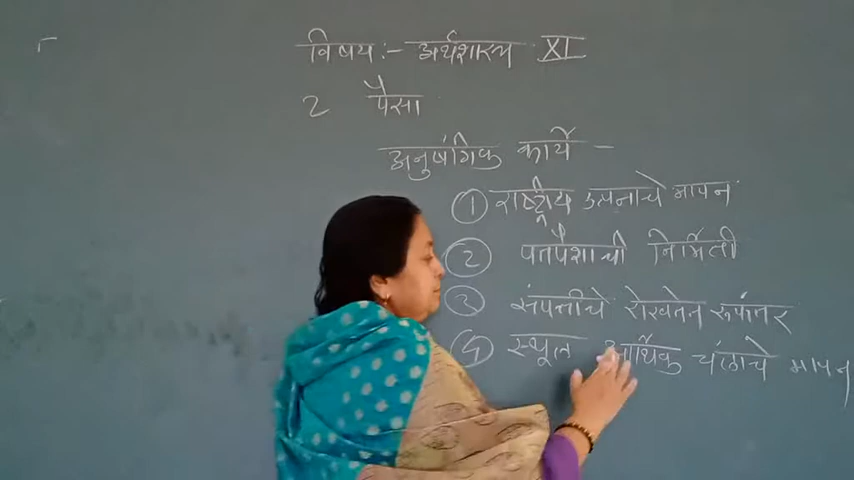 विषय :- अर्थशास्त्र XI
2 पैसा
अनुषंगिक कार्ये -
1 राष्ट्रीय उत्पन्नाचे मापन
2 पतपैशाची निर्मिती
3 संपत्तीचे रोखतेत रूपांतर
4 स्थूल आर्थिक चलांचे मापन